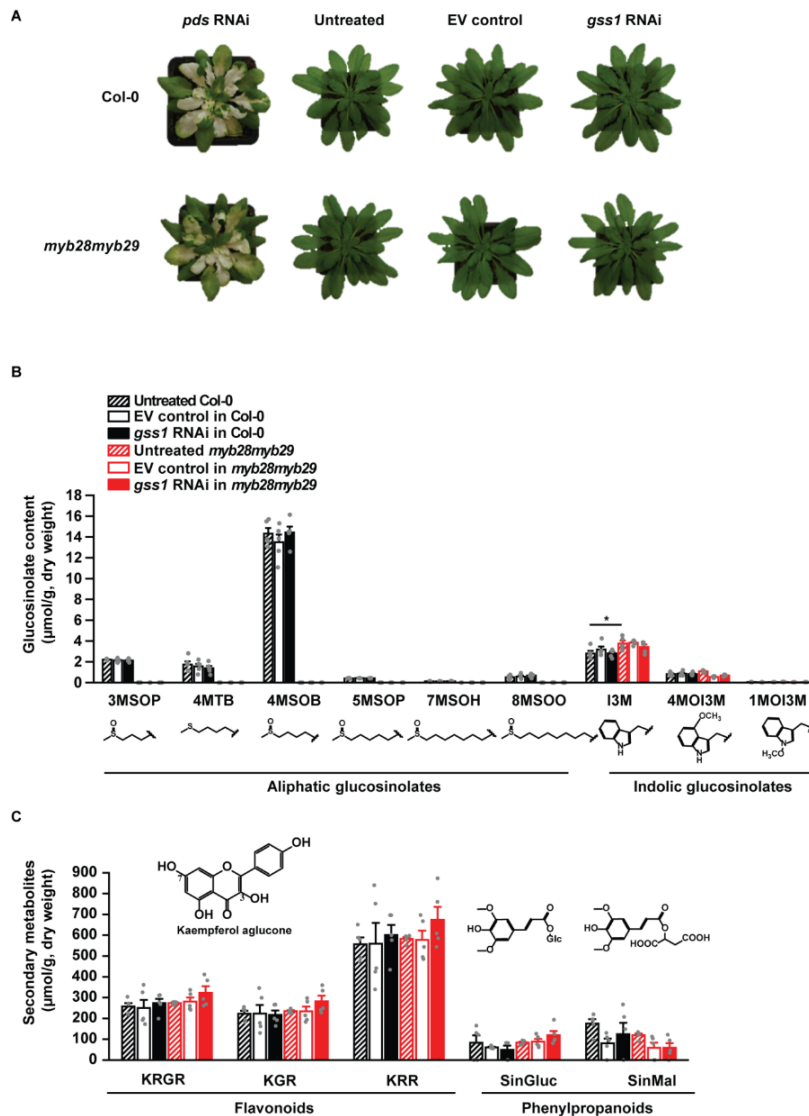 A
pds RNAi Untreated EV control gss1 RNAi
Col-0
myb28myb29
B
Untreated Col-0
EV control in Col-0
gss1 RNAi in Col-0
Untreated myb28myb29
EV control in myb28myb29
gss1 RNAi in myb28myb29
Glucosinolate content
(μmol/g, dry weight)
18
16
14
12
10
8
6
4
2
0
*
3MSOP 4MTB 4MSOB 5MSOP 7MSOH 8MSOO I3M 4MOI3M 1MOI3M
O
S
S
O
S
O
S
O
S
O
S
N
H
OCH3
N
H
N
OCH3
Aliphatic glucosinolates Indolic glucosinolates
C
Secondary metabolites
(μmol/g, dry weight)
900
800
700
600
500
400
300
200
100
0
OH
HO
7
O
3
OH
OH
O
Kaempferol aglucone
O
HO
O
O
O
Glc
O
HO
O
O
O
HOOC
COOH
KRGR KGR KRR SinGluc SinMal
Flavonoids Phenylpropanoids